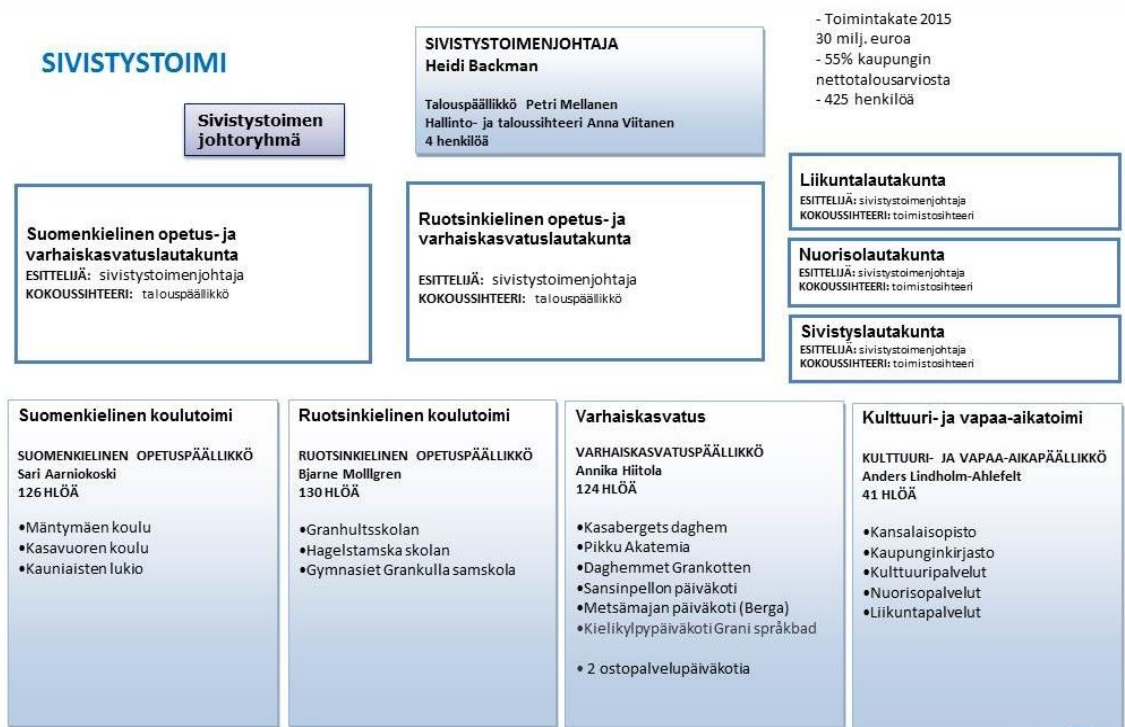 SIVISTYSTOIMI
Sivistystoimen
johtoryhmä
SIVISTYSTOIMENJOHTAJA
Heidi Backman
Talouspäällikkö Petri Mellanen
Hallinto- ja taloussihteeri Anna Viitanen
4 henkilöä
- Toimintakate 2015
30 milj. euroa
- 55% kaupungin
nettotalousarviosta
- 425 henkilöä
Suomenkielinen opetus- ja
varhaiskasvatuslautakunta
ESITTELIJÄ: sivistystoimenjohtaja
KOKOUSSIHTEERI: talouspäällikkö
Ruotsinkielinen opetus- ja
varhaiskasvatuslautakunta
ESITTELIJÄ: sivistystoimenjohtaja
KOKOUSSIHTEERI: talouspäällikkö
Liikuntalautakunta
ESITTELIJÄ: sivistystoimenjohtaja
KOKOUSSIHTEERI: toimistosihteeri
Nuorisolautakunta
ESITTELIJÄ: sivistystoimenjohtaja
KOKOUSSIHTEERI: toimistosihteeri
Sivistyslautakunta
ESITTELIJÄ: sivistystoimenjohtaja
KOKOUSSIHTEERI: toimistosihteeri
Suomenkielinen koulutoimi
SUOMENKIELINEN OPETUSPÄÄLLIKKÖ
Sari Aarniokoski
126 HLÖÄ
•Mäntymäen koulu
•Kasavuoren koulu
•Kauniaisten lukio
Ruotsinkielinen koulutoimi
RUOTSINKIELINEN OPETUSPÄÄLLIKKÖ
Bjarne Molllgren
130 HLÖÄ
•Granhultsskolan
•Hagelstamska skolan
•Gymnasiet Grankulla samskola
Varhaiskasvatus
VARHAISKASVATUSPÄÄLLIKKÖ
Annika Hiitola
124 HLÖÄ
•Kasabergets daghem
•Pikku Akatemia
•Daghemmet Grankotten
•Sansinpellon päiväkoti
•Metsämajan päiväkoti (Berga)
•Kielikylpypäiväkoti Grani språkbad
• 2 ostopalvelupäiväkotia
Kulttuuri- ja vapaa-aikatoimi
KULTTUURI- JA VAPAA-AIKAPÄÄLLIKKÖ
Anders Lindholm-Ahlefelt
41 HLÖÄ
•Kansalaisopisto
•Kaupunginkirjasto
•Kulttuuripalvelut
•Nuorisopalvelut
•Liikuntapalvelut